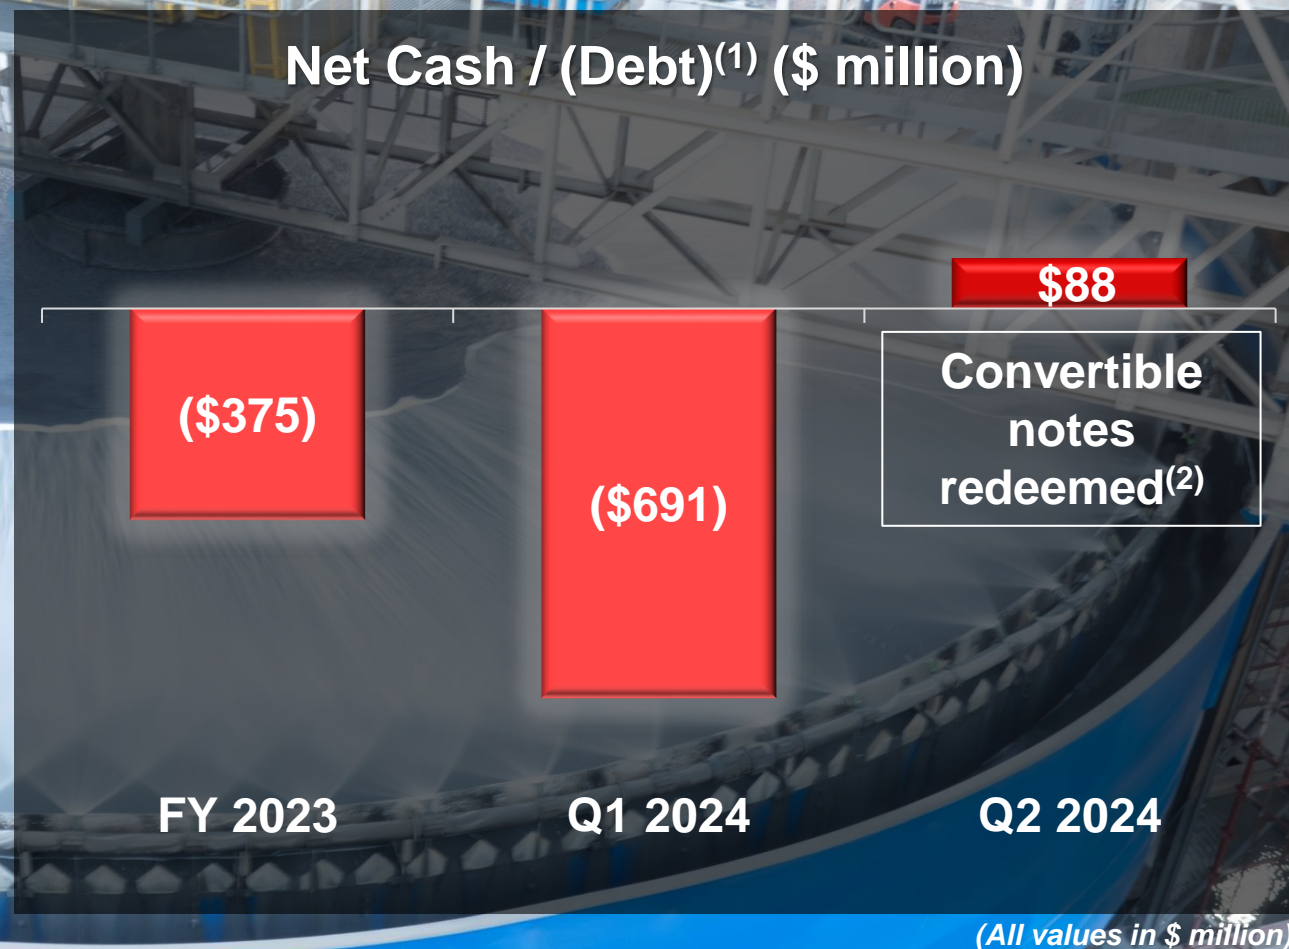 Net Cash / (Debt)(1) ($ million)
$88
($375)
($691)
Convertible
notes
redeemed(2)
FY 2023
Q1 2024
Q2 2024
(All values in $ million)